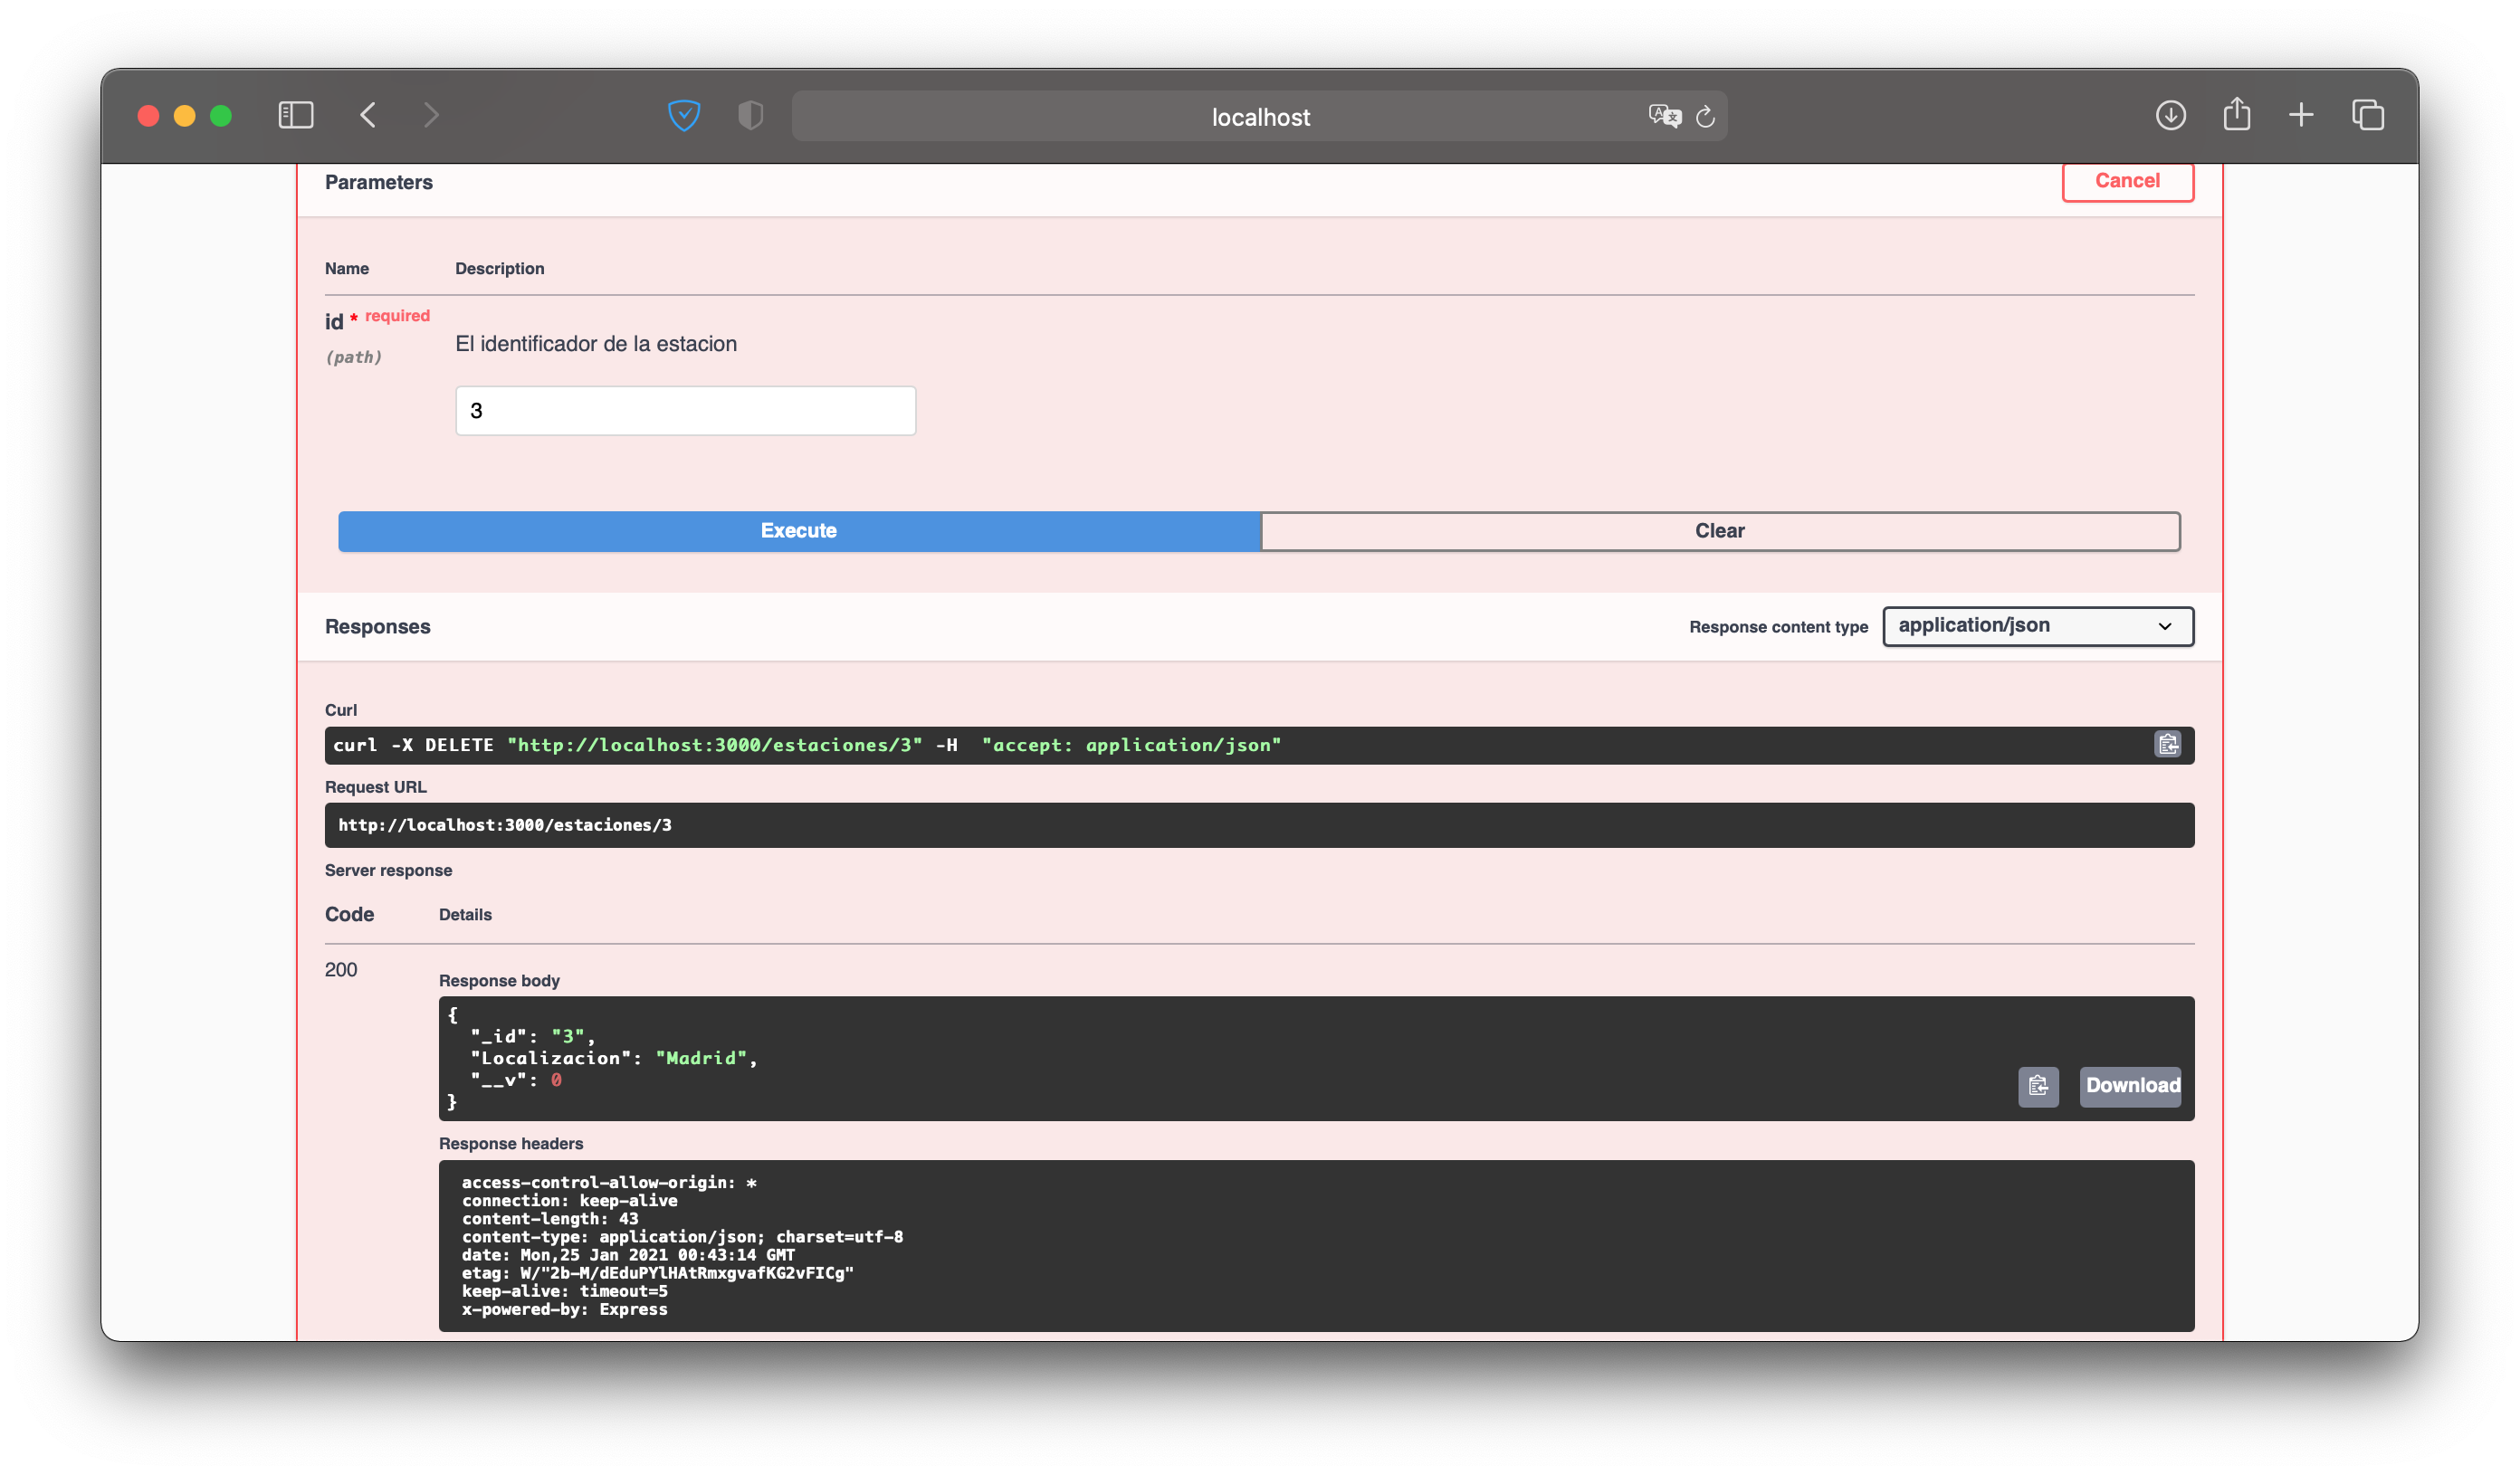 localhost
Parameters
Cancel
Name Description
id * required
(path)
El identificador de la estacion
3
Execute Clear
Responses
Response content type application/json
Curl
curl -X DELETE "http://localhost:3000/estaciones/3" -H  "accept: application/json"
Request URL
http://localhost:3000/estaciones/3
Server response
Code Details
200
Response body
{
  "_id": "3",
  "Localizacion": "Madrid",
  "__v": 0
}
Download
Response headers
access-control-allow-origin: *
connection: keep-alive
content-length: 43
content-type: application/json; charset=utf-8
date: Mon,25 Jan 2021 00:43:14 GMT
etag: W/"2b-M/dEduPYlHAtRmxgvafKG2vFICg"
keep-alive: timeout=5
x-powered-by: Express